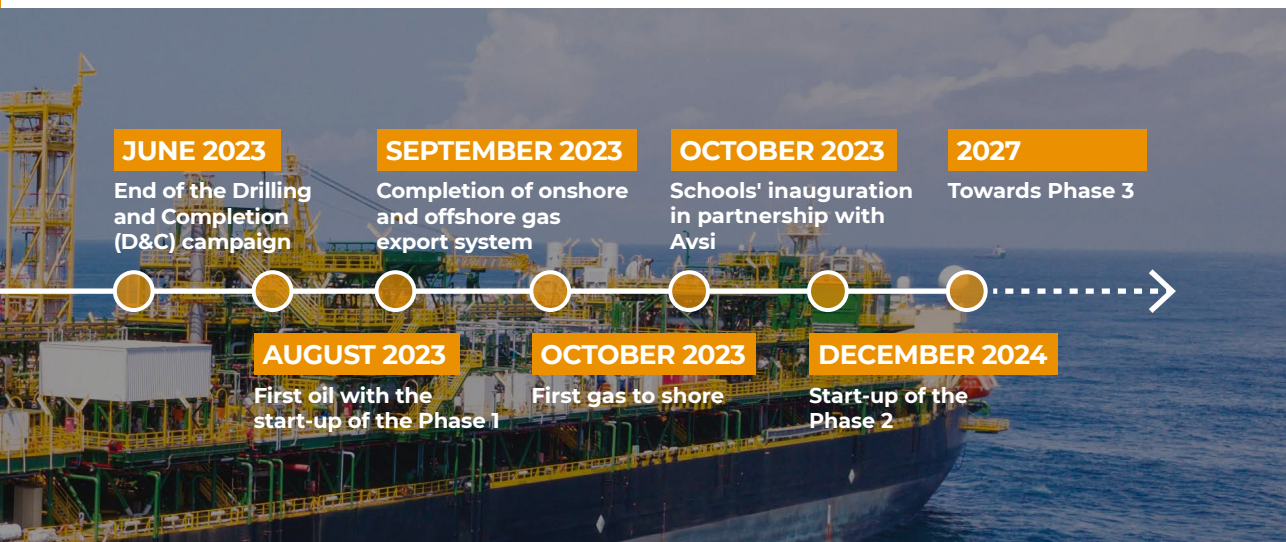 JUNE 2023
End of the Drilling
and Completion
(D&C) campaign
AUGUST 2023
First oil with the
start-up of the Phase 1
SEPTEMBER 2023
Completion of onshore
and offshore gas
export system
OCTOBER 2023
First gas to shore
OCTOBER 2023
Schools' inauguration
in partnership with
Avsi
DECEMBER 2024
Start-up of the
Phase 2
2027
Towards Phase 3